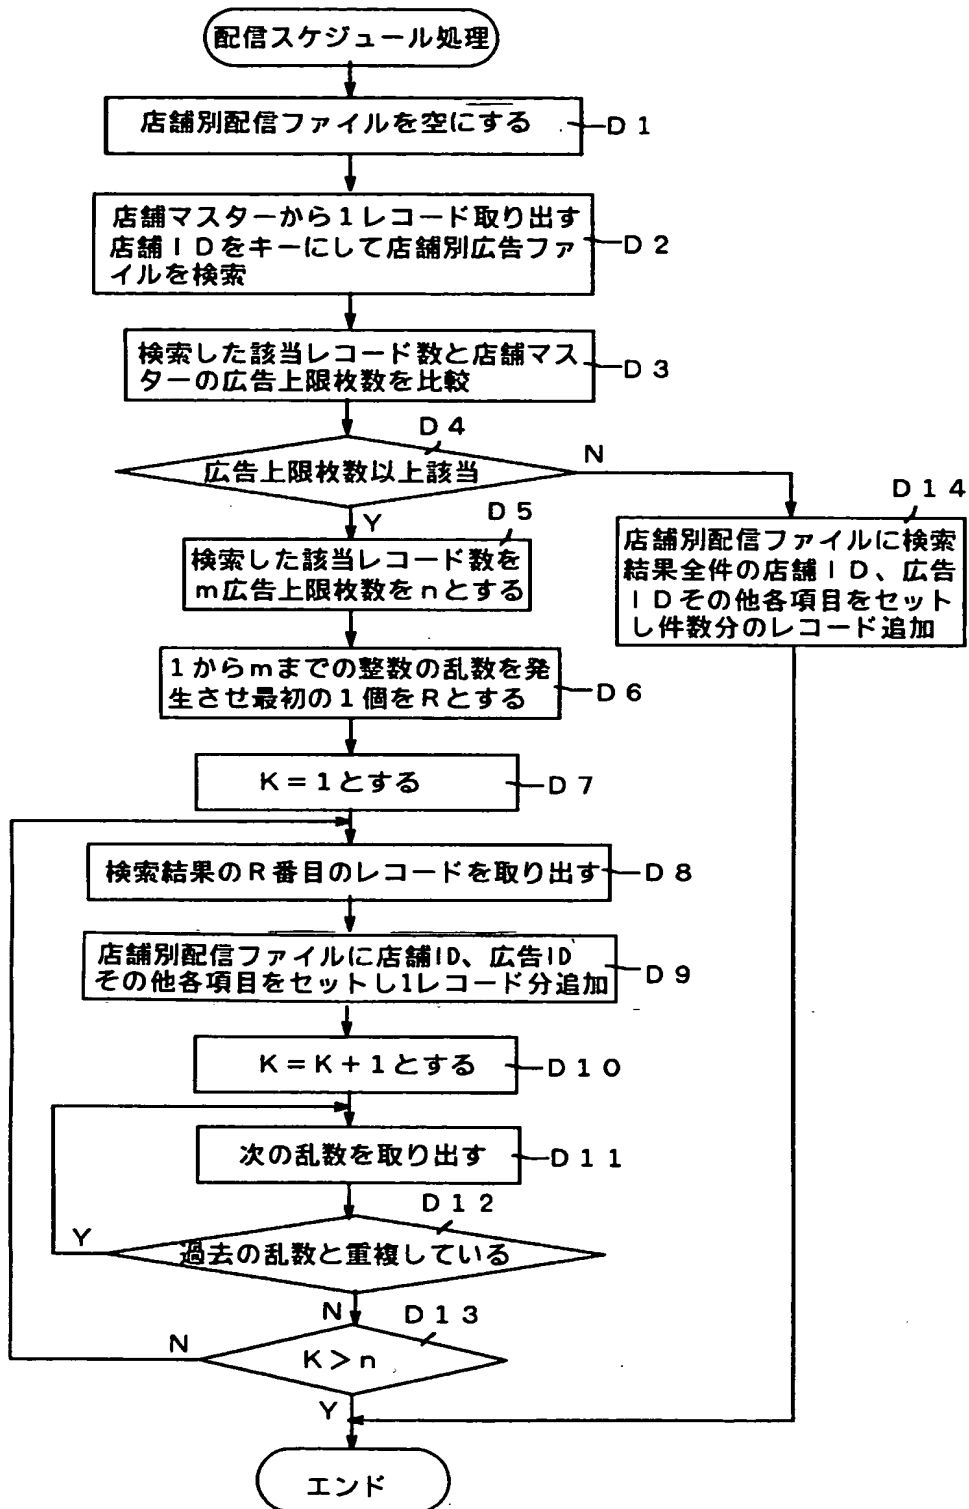 配信スケジュール処理
店舗別配信ファイルを空にする
D1
店舗マスターから1レコード取り出す
店舗IDをキーにして店舗別広告ファ
イルを検索
D2
検索した該当レコード数と店舗マス
ターの広告上限枚数を比較
D3
D4
広告上限枚数以上該当
N
Y
D14
店舗別配信ファイルに検索
結果全件の店舗ID、広告
IDその他各項目をセット
し件数分のレコード追加
D5
検索した該当レコード数を
m広告上限枚数をnとする
1からmまでの整数の乱数を発
生させ最初の1個をRとする
D6
K=1とする
D7
検索結果のR番目のレコードを取り出す
D8
店舗別配信ファイルに店舗ID、広告ID
その他各項目をセットし1レコード分追加
D9
K=K+1とする
D10
次の乱数を取り出す
D11
D12
Y
過去の乱数と重複している
N
D13
N
K>n
Y
エンド